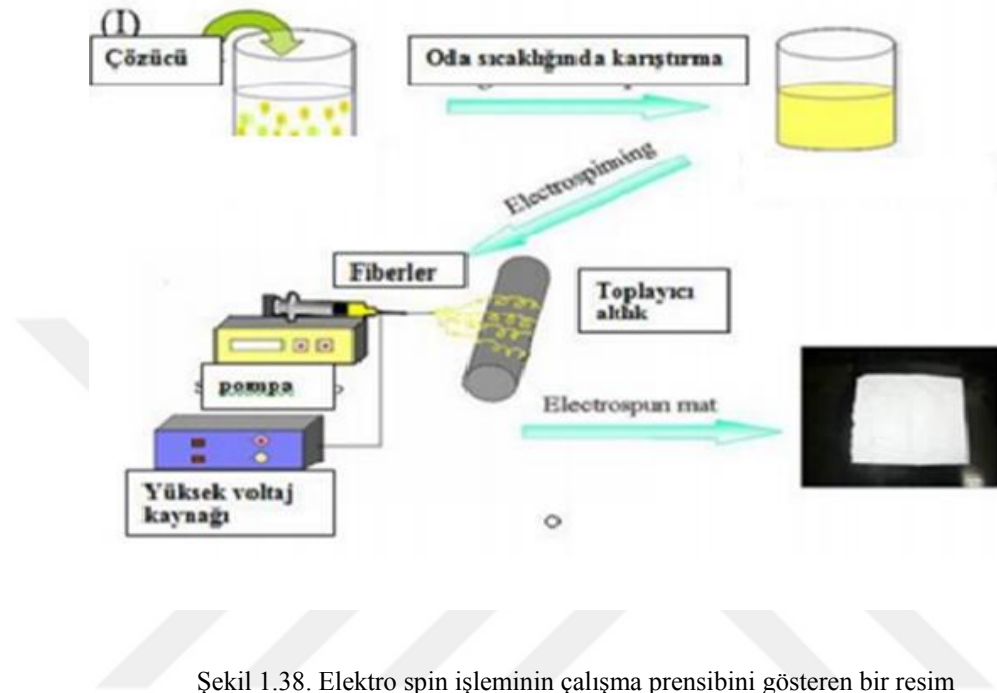 (I)
Çözücü
Oda sıcaklığında karıştırma
Electrospinning
Fiberler
Toplayıcı
altlık
pompa
Electrospun mat
Yüksek voltaj
kaynağı
Şekil 1.38. Elektro spin işleminin çalışma prensibini gösteren bir resim